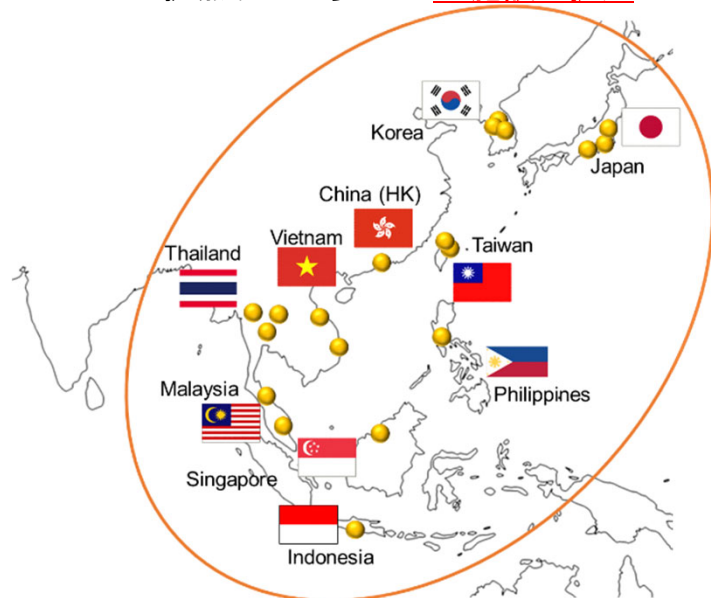 Korea
Japan
China (HK)
Vietnam
Taiwan
Thailand
Malaysia
Philippines
Singapore
Indonesia